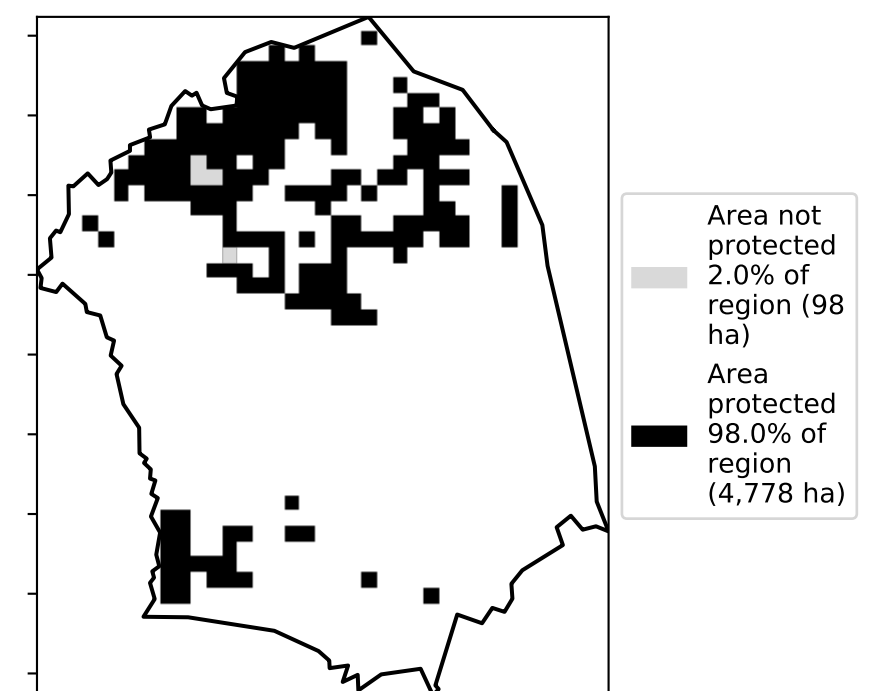 Area not
protected
2.0% of
region (98
ha)
Area
protected
98.0% of
region
(4,778 ha)